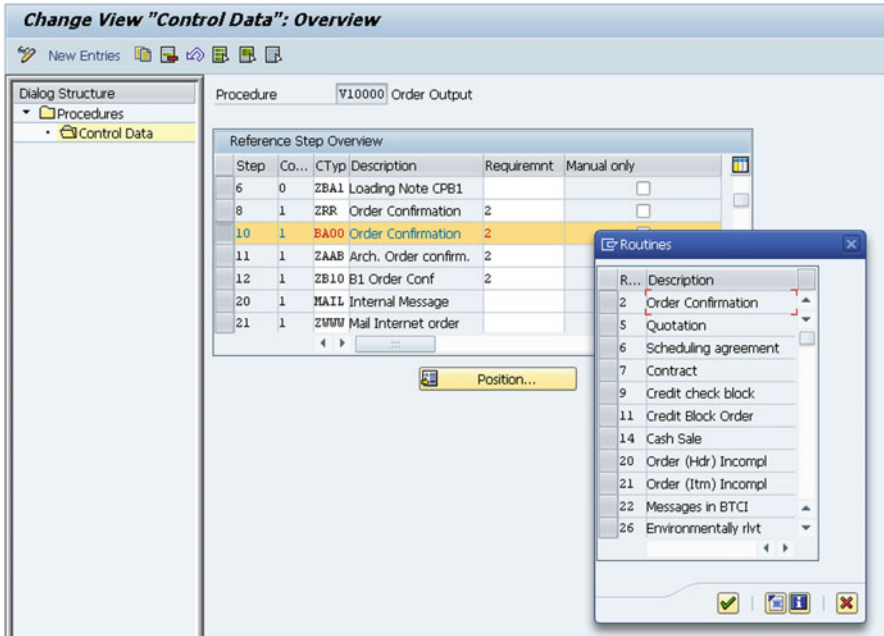 Change View "Control Data": Overview
New Entries
Dialog Structure
Procedures
Control Data
Procedure V10000 Order Output
Reference Step Overview
Step Co... CTyp Description Requiremnt Manual only
6 0 ZBA1 Loading Note CPB1
8 1 ZRR Order Confirmation 2
10 1 BA00 Order Confirmation 2
11 1 ZAAB Arch. Order confirm. 2
12 1 ZB10 B1 Order Conf 2
20 1 MAIL Internal Message
21 1 ZWWW Mail Internet order
Position...
Routines
R... Description
2 Order Confirmation
5 Quotation
6 Scheduling agreement
7 Contract
9 Credit check block
11 Credit Block Order
14 Cash Sale
20 Order (Hdr) Incompl
21 Order (Itm) Incompl
22 Messages in BTCI
26 Environmentally rlvt